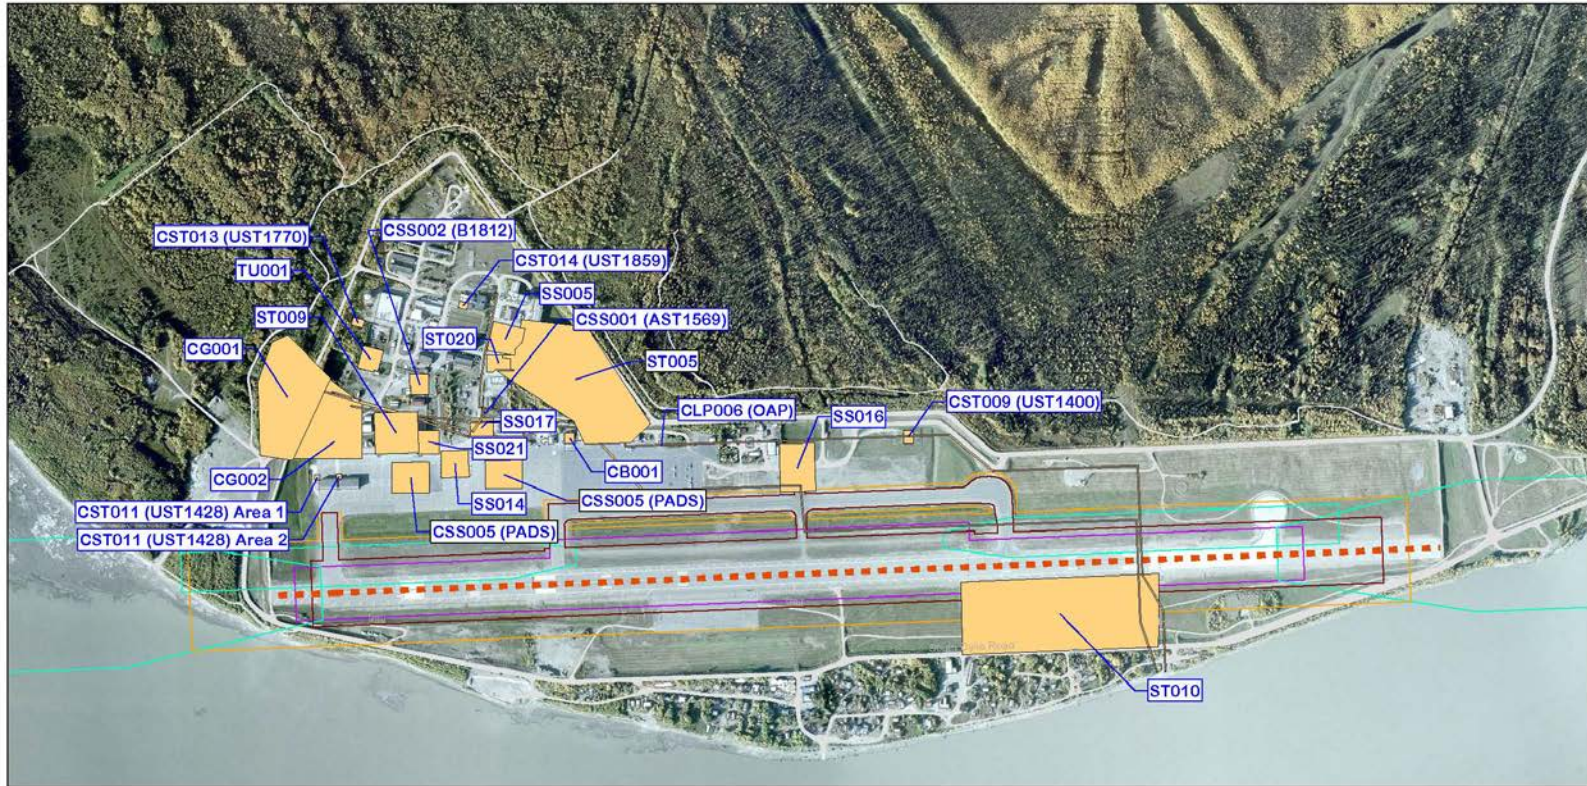 CSS002 (B1812)
CST013 (UST1770)
CST014 (UST1859)
TU001
SS005
ST009
CSS001 (AST1569)
ST020
CG001
ST005
CLP006 (OAP)
CST009 (UST1400)
SS017
SS016
SS021
CB001
CG002
SS014
CSS005 (PADS)
CST011 (UST1428) Area 1
CSS005 (PADS)
CST011 (UST1428) Area 2
Road
ST010